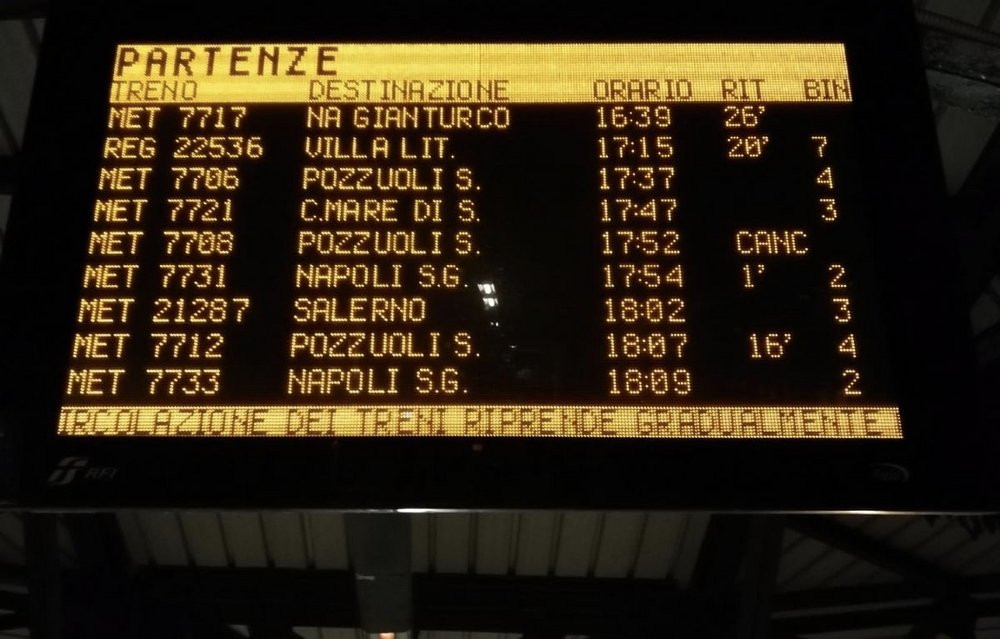 PARTENZE
TRENO DESTINAZIONE ORARIO RIT BIN
MET 7717 NA GIANTURCO 16:39 26'
REG 22536 VILLA LIT. 17:15 20' 7
MET 7706 POZZUOLI S. 17:37 4
MET 7721 C.MARE DI S. 17:47 3
MET 7708 POZZUOLI S. 17:52 CANC
MET 7731 NAPOLI S.G. 17:54 1' 2
MET 21287 SALERNO 18:02 3
MET 7712 POZZUOLI S. 18:07 16' 4
MET 7733 NAPOLI S.G. 18:09 2
IRCOLAZIONE DEI TRENI RIPRENDE GRADUALMENTE
RFI